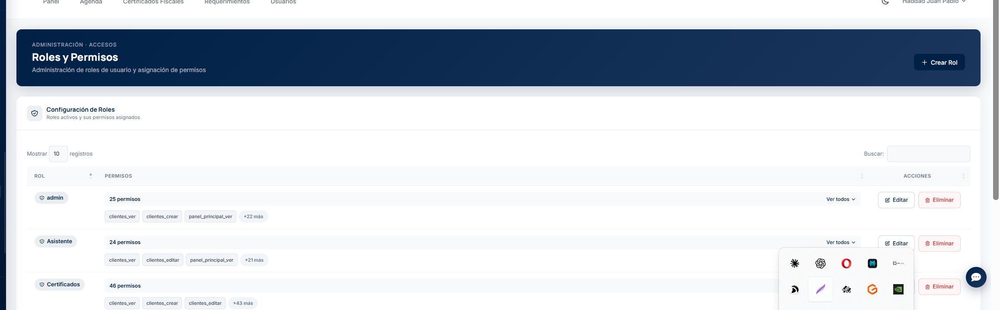 Panel Agenda Certificados Fiscales Requerimientos Usuarios Haddad Juan Pablo
ADMINISTRACIÓN · ACCESOS
Roles y Permisos
Administración de roles de usuario y asignación de permisos
Crear Rol
Configuración de Roles
Roles activos y sus permisos asignados
Mostrar 10 registros Buscar:
ROL PERMISOS ACCIONES
admin 25 permisos Ver todos Editar Eliminar
clientes_ver clientes_crear panel_principal_ver +22 más
Asistente 24 permisos Ver todos Editar Eliminar
clientes_ver clientes_editar panel_principal_ver +21 más
Certificados 46 permisos Eliminar
clientes_ver clientes_crear clientes_editar +43 más